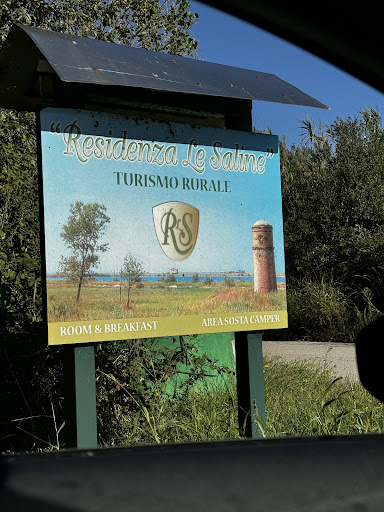 "Residenza Le Saline"
TURISMO RURALE
RS
ROOM & BREAKFAST
AREA SOSTA CAMPER